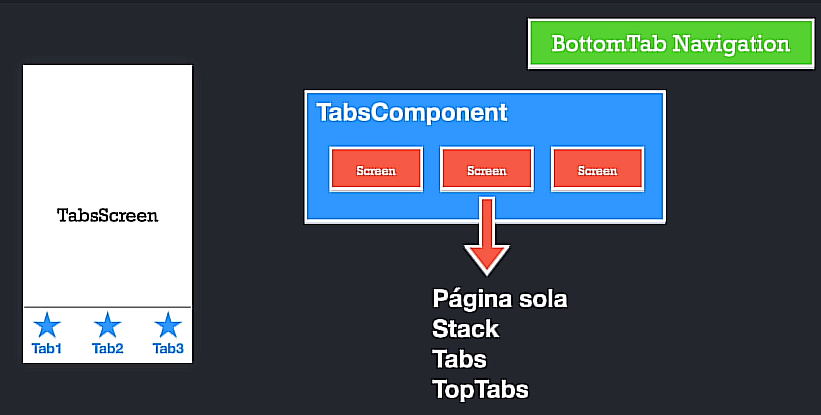 BottomTab Navigation
TabsComponent
Screen Screen Screen
TabsScreen
Tab1 Tab2 Tab3
Página sola
Stack
Tabs
TopTabs